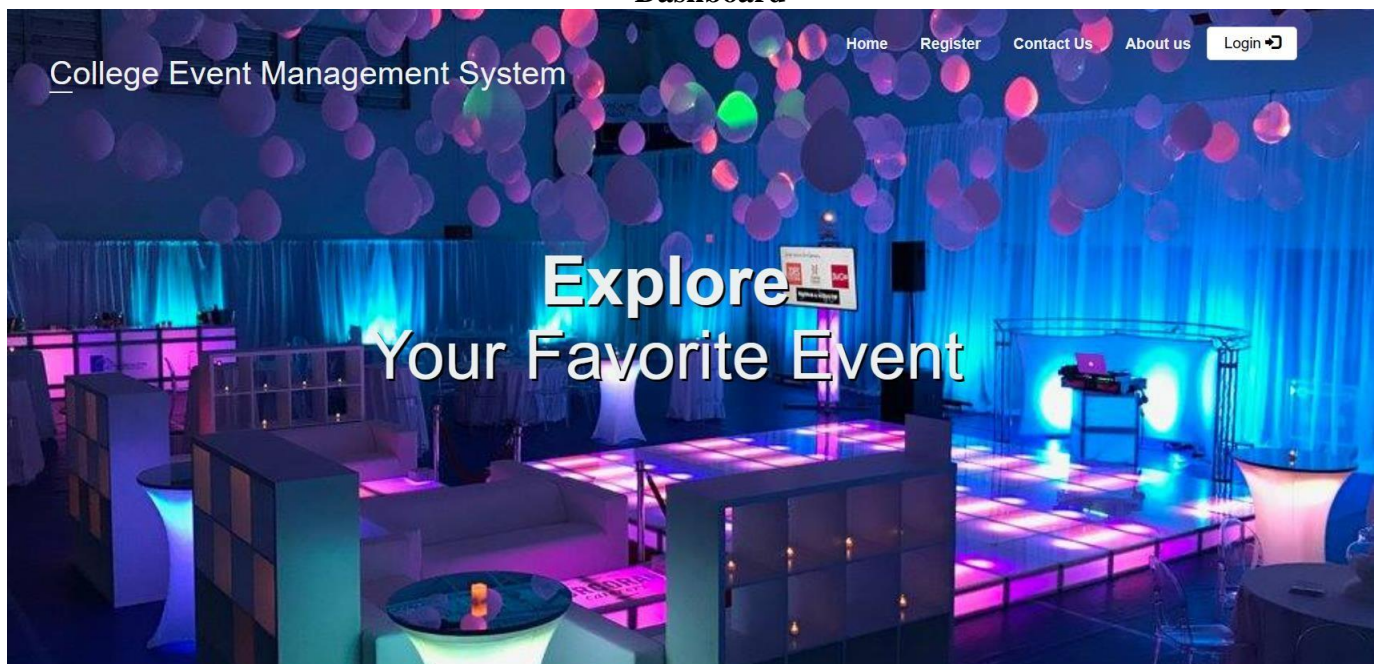 Dashboard
Home Register Contact Us About us Login
College Event Management System
Explore
Your Favorite Event